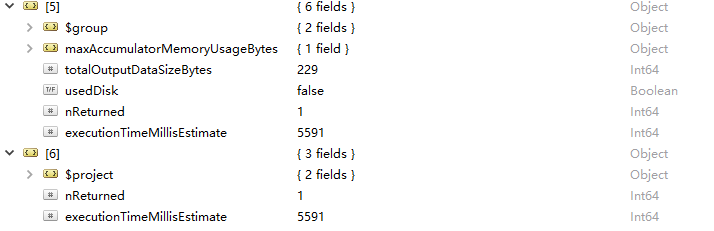 [5] { 6 fields } Object
$group { 2 fields } Object
maxAccumulatorMemoryUsageBytes { 1 field } Object
totalOutputDataSizeBytes 229 Int64
T/F usedDisk false Boolean
nReturned 1 Int64
executionTimeMillisEstimate 5591 Int64
[6] { 3 fields } Object
$project { 2 fields } Object
nReturned 1 Int64
executionTimeMillisEstimate 5591 Int64